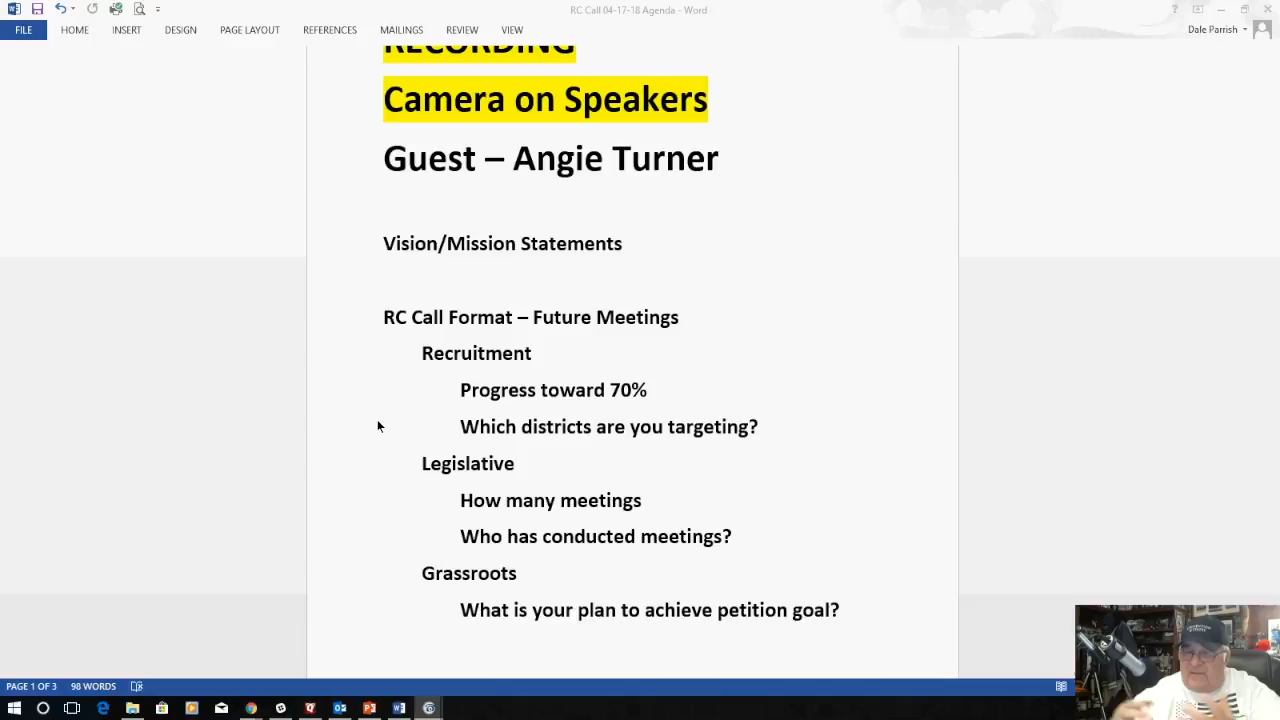 RC Call 04-17-18 Agenda - Word
FILE HOME INSERT DESIGN PAGE LAYOUT REFERENCES MAILINGS REVIEW VIEW
Dale Parrish
RECORDING
Camera on Speakers
Guest – Angie Turner
Vision/Mission Statements
RC Call Format – Future Meetings
Recruitment
Progress toward 70%
Which districts are you targeting?
Legislative
How many meetings
Who has conducted meetings?
Grassroots
What is your plan to achieve petition goal?
PAGE 1 OF 3 98 WORDS